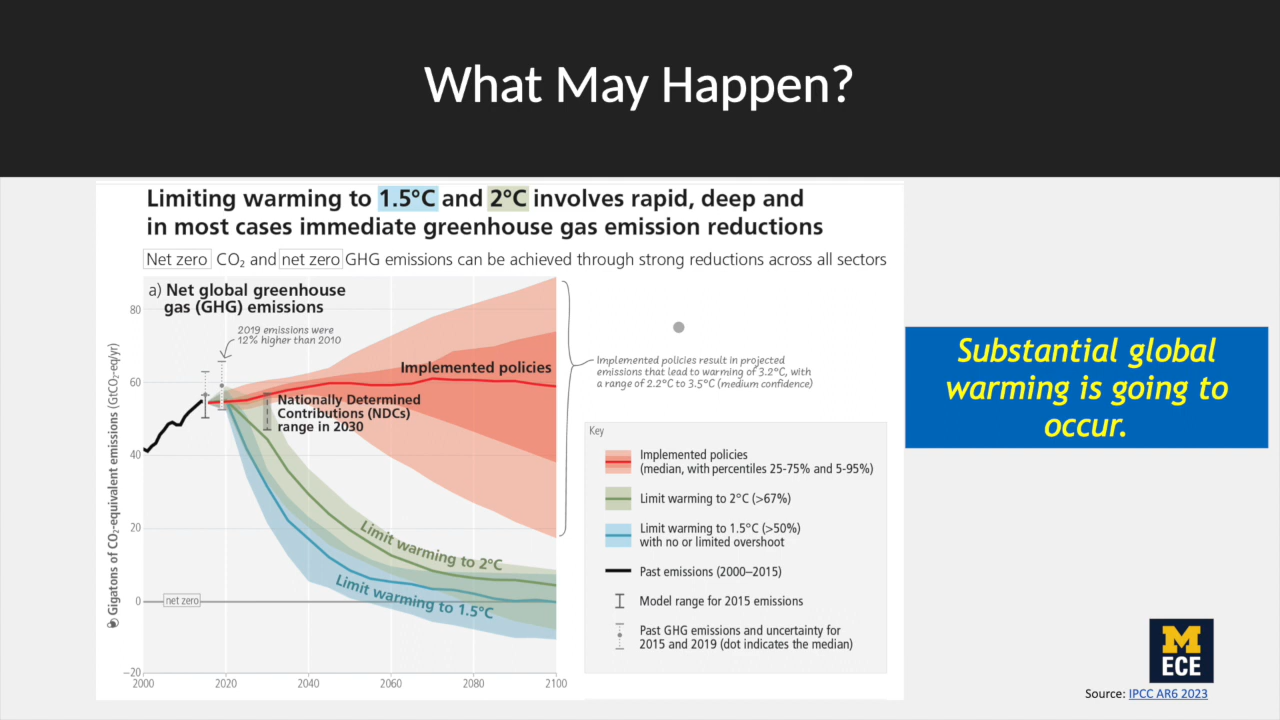 What May Happen?
Limiting warming to 1.5°C and 2°C involves rapid, deep and
in most cases immediate greenhouse gas emission reductions
Net zero CO₂ and net zero GHG emissions can be achieved through strong reductions across all sectors
a) Net global greenhouse
gas (GHG) emissions
80
60
40
20
0
−20
Gigatons of CO₂-equivalent emissions (GtCO₂-eq/yr)
2019 emissions were
12% higher than 2010
Implemented policies
Nationally Determined
Contributions (NDCs)
range in 2030
Limit warming to 2°C
Limit warming to 1.5°C
net zero
2000 2020 2040 2060 2080 2100
Implemented policies result in projected
emissions that lead to warming of 3.2°C, with
a range of 2.2°C to 3.5°C (medium confidence)
Key
Implemented policies
(median, with percentiles 25-75% and 5-95%)
Limit warming to 2°C (>67%)
Limit warming to 1.5°C (>50%)
with no or limited overshoot
Past emissions (2000–2015)
Model range for 2015 emissions
Past GHG emissions and uncertainty for
2015 and 2019 (dot indicates the median)
Substantial global
warming is going to
occur.
M
ECE
Source: IPCC AR6 2023